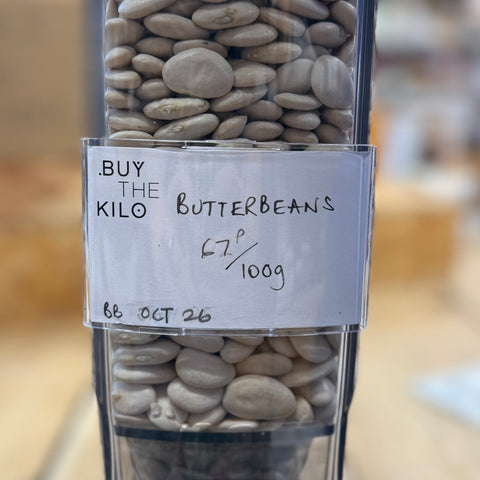 .BUY
THE
KILO
BUTTERBEANS
67P/100g
BB OCT 26